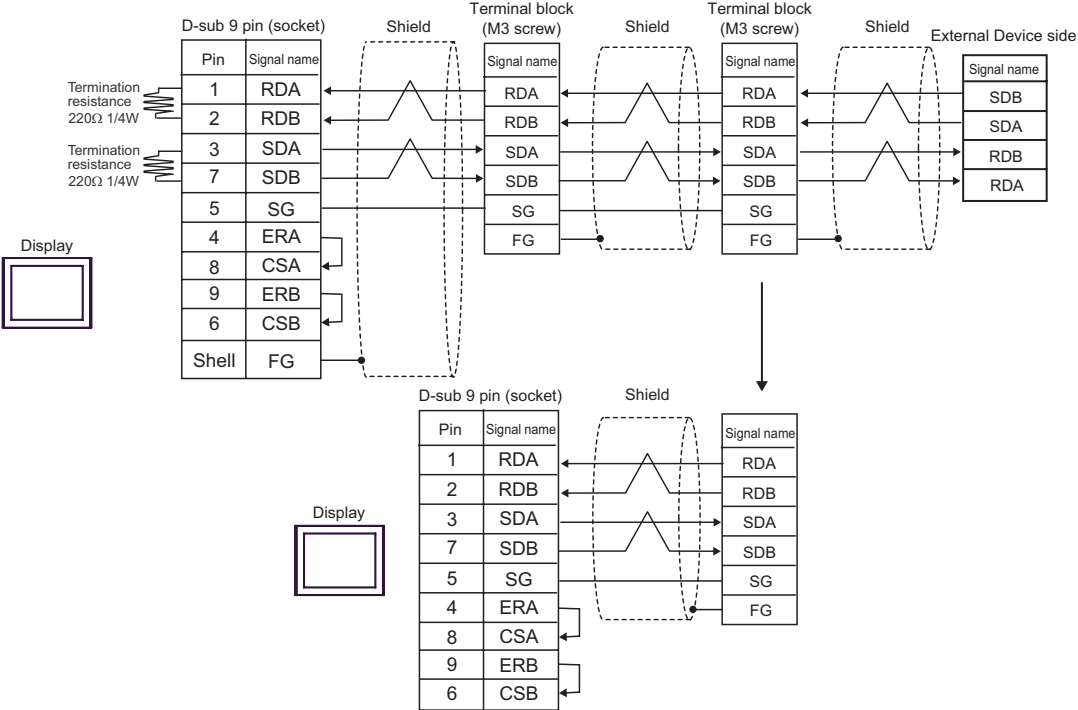 D-sub 9 pin (socket)
Shield
Terminal block
(M3 screw)
Shield
Terminal block
(M3 screw)
Shield
External Device side
Pin Signal name
1 RDA
2 RDB
3 SDA
7 SDB
5 SG
4 ERA
8 CSA
9 ERB
6 CSB
Shell FG
Termination
resistance
220Ω 1/4W
Termination
resistance
220Ω 1/4W
Display
Signal name
RDA
RDB
SDA
SDB
SG
FG
Signal name
RDA
RDB
SDA
SDB
SG
FG
Signal name
SDB
SDA
RDB
RDA
D-sub 9 pin (socket)
Shield
Pin Signal name
1 RDA
2 RDB
3 SDA
7 SDB
5 SG
4 ERA
8 CSA
9 ERB
6 CSB
Display
Signal name
RDA
RDB
SDA
SDB
SG
FG